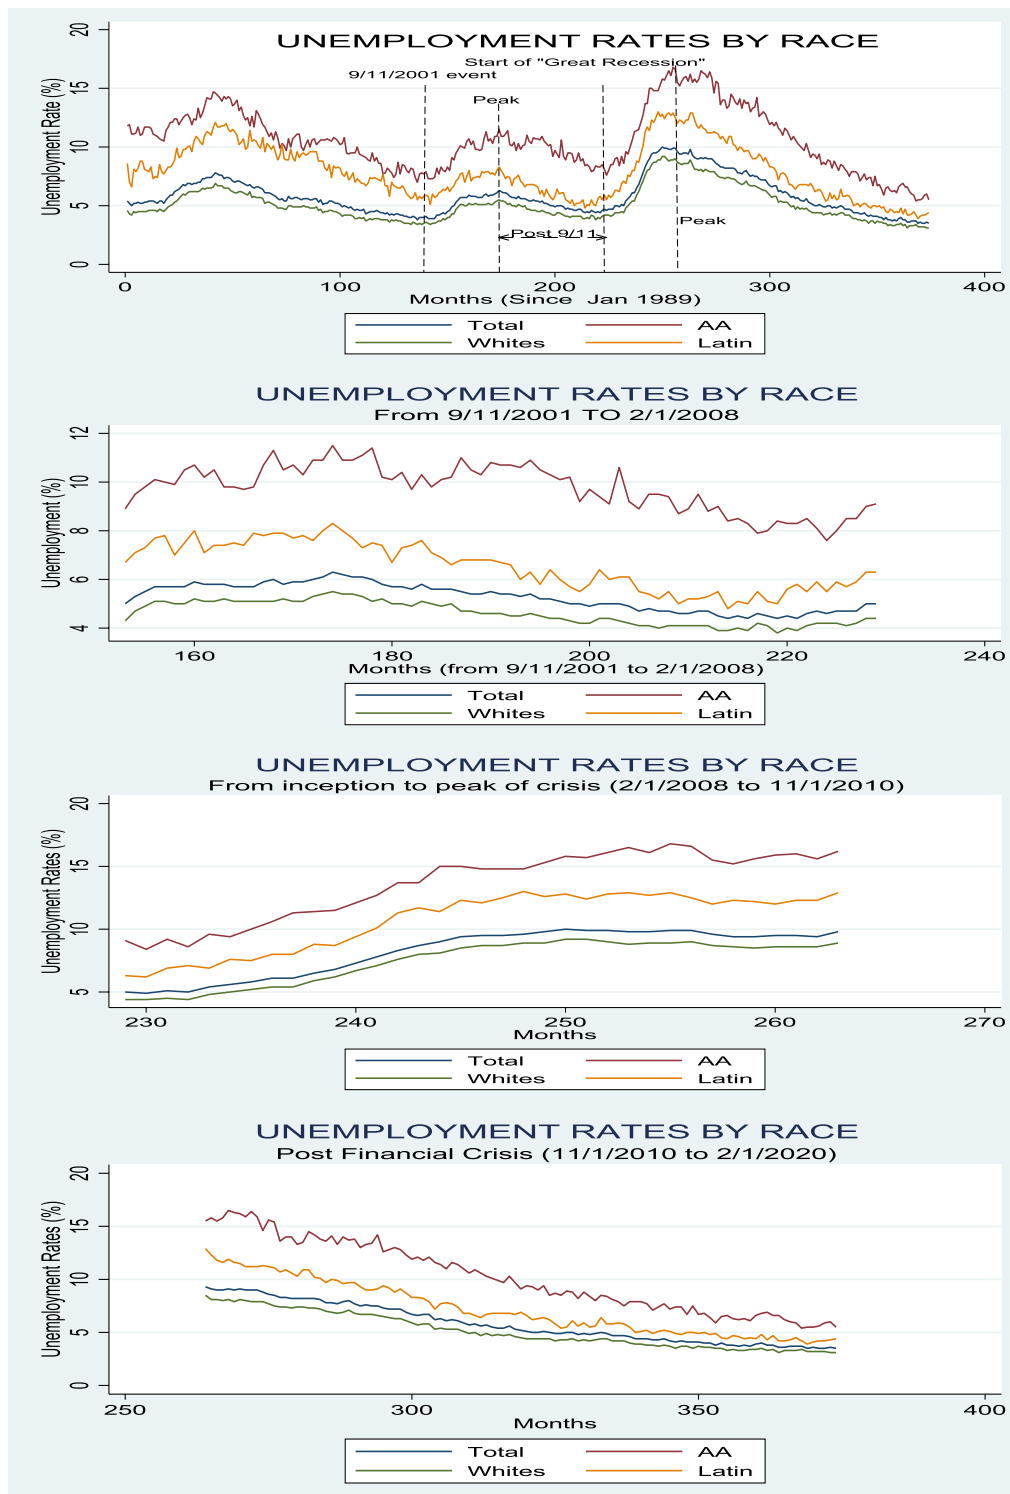 UNEMPLOYMENT RATES BY RACE
Start of "Great Recession"
9/11/2001 event
Peak
Peak
Post 9/11
Unemployment Rate (%)
0 5 10 15 20
0 100 200 300 400
Months (Since Jan 1989)
Total AA
Whites Latin
UNEMPLOYMENT RATES BY RACE
From 9/11/2001 TO 2/1/2008
Unemployment (%)
4 6 8 10 12
160 180 200 220 240
Months (from 9/11/2001 to 2/1/2008)
Total AA
Whites Latin
UNEMPLOYMENT RATES BY RACE
From inception to peak of crisis (2/1/2008 to 11/1/2010)
Unemployment Rates (%)
5 10 15 20
230 240 250 260 270
Months
Total AA
Whites Latin
UNEMPLOYMENT RATES BY RACE
Post Financial Crisis (11/1/2010 to 2/1/2020)
Unemployment Rates (%)
0 5 10 15 20
250 300 350 400
Months
Total AA
Whites Latin